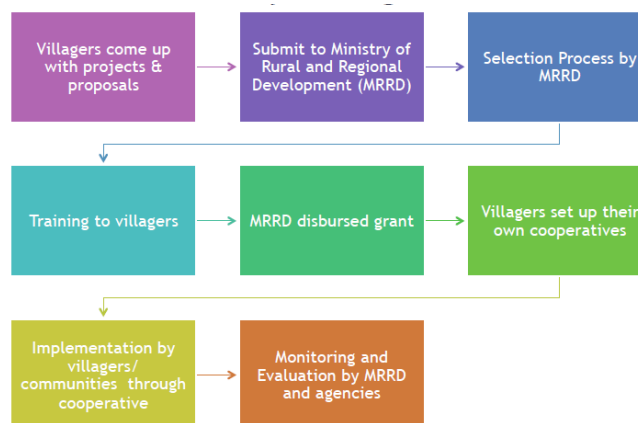 Villagers come up
with projects &
proposals
Submit to Ministry of
Rural and Regional
Development (MRRD)
Selection Process by
MRRD
Training to villagers
MRRD disbursed grant
Villagers set up their
own cooperatives
Implementation by
villagers/
communities through
cooperative
Monitoring and
Evaluation by MRRD
and agencies